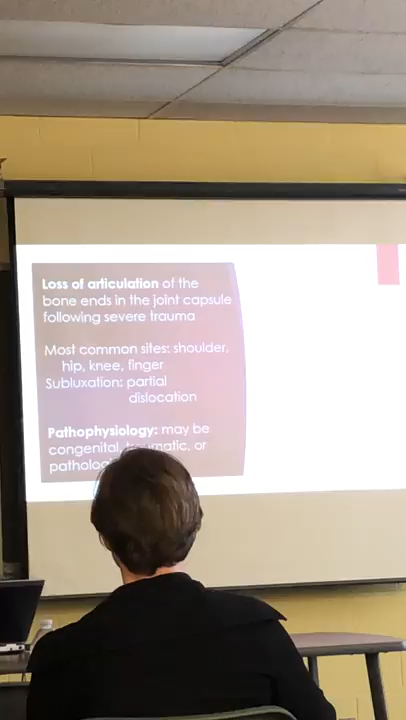 Loss of articulation of the
bone ends in the joint capsule
following severe trauma
Most common sites: shoulder,
hip, knee, finger
Subluxation: partial
dislocation
Pathophysiology: may be
congenital, traumatic, or